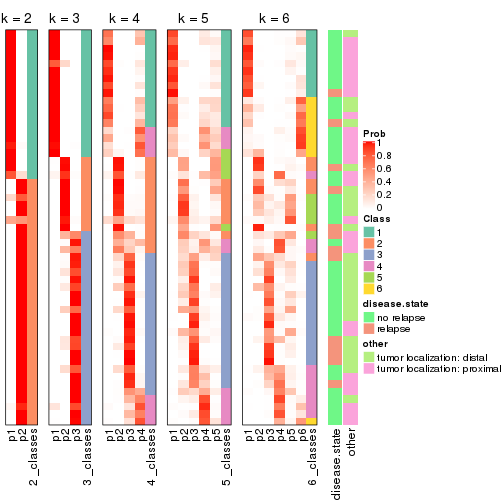 k = 2
k = 3
k = 4
k = 5
k = 6
Prob
1
0.8
0.6
0.4
0.2
0
Class
1
2
3
4
5
6
disease.state
no relapse
relapse
other
tumor localization: distal
tumor localization: proximal
p1
p2
2_classes
p1
p2
p3
3_classes
p1
p2
p3
p4
4_classes
p1
p2
p3
p4
p5
5_classes
p1
p2
p3
p4
p5
p6
6_classes
disease.state
other